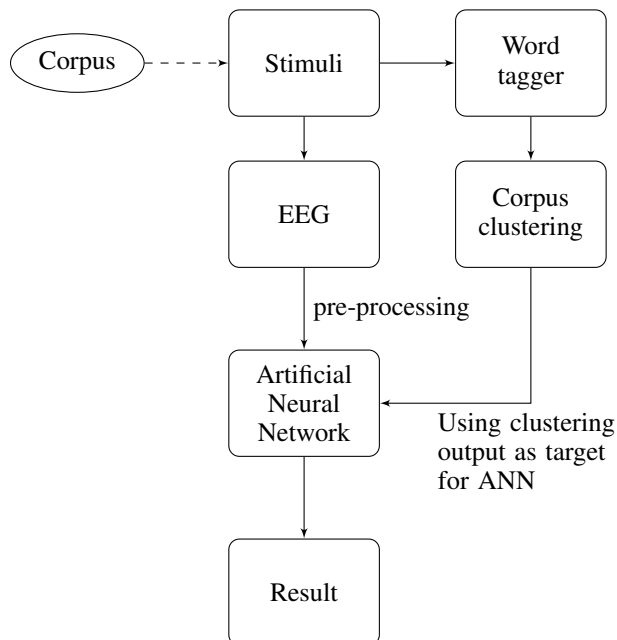 Corpus
Stimuli
Word
tagger
EEG
Corpus
clustering
pre-processing
Artificial
Neural
Network
Using clustering
output as target
for ANN
Result